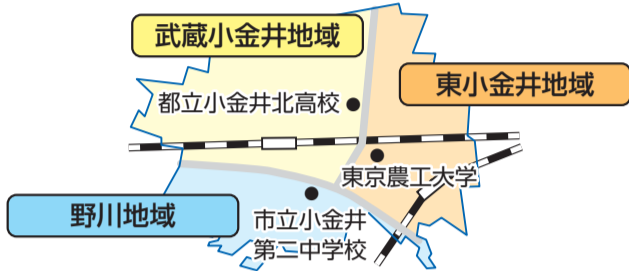 武蔵小金井地域
東小金井地域
都立小金井北高校
東京農工大学
野川地域
市立小金井
第二中学校